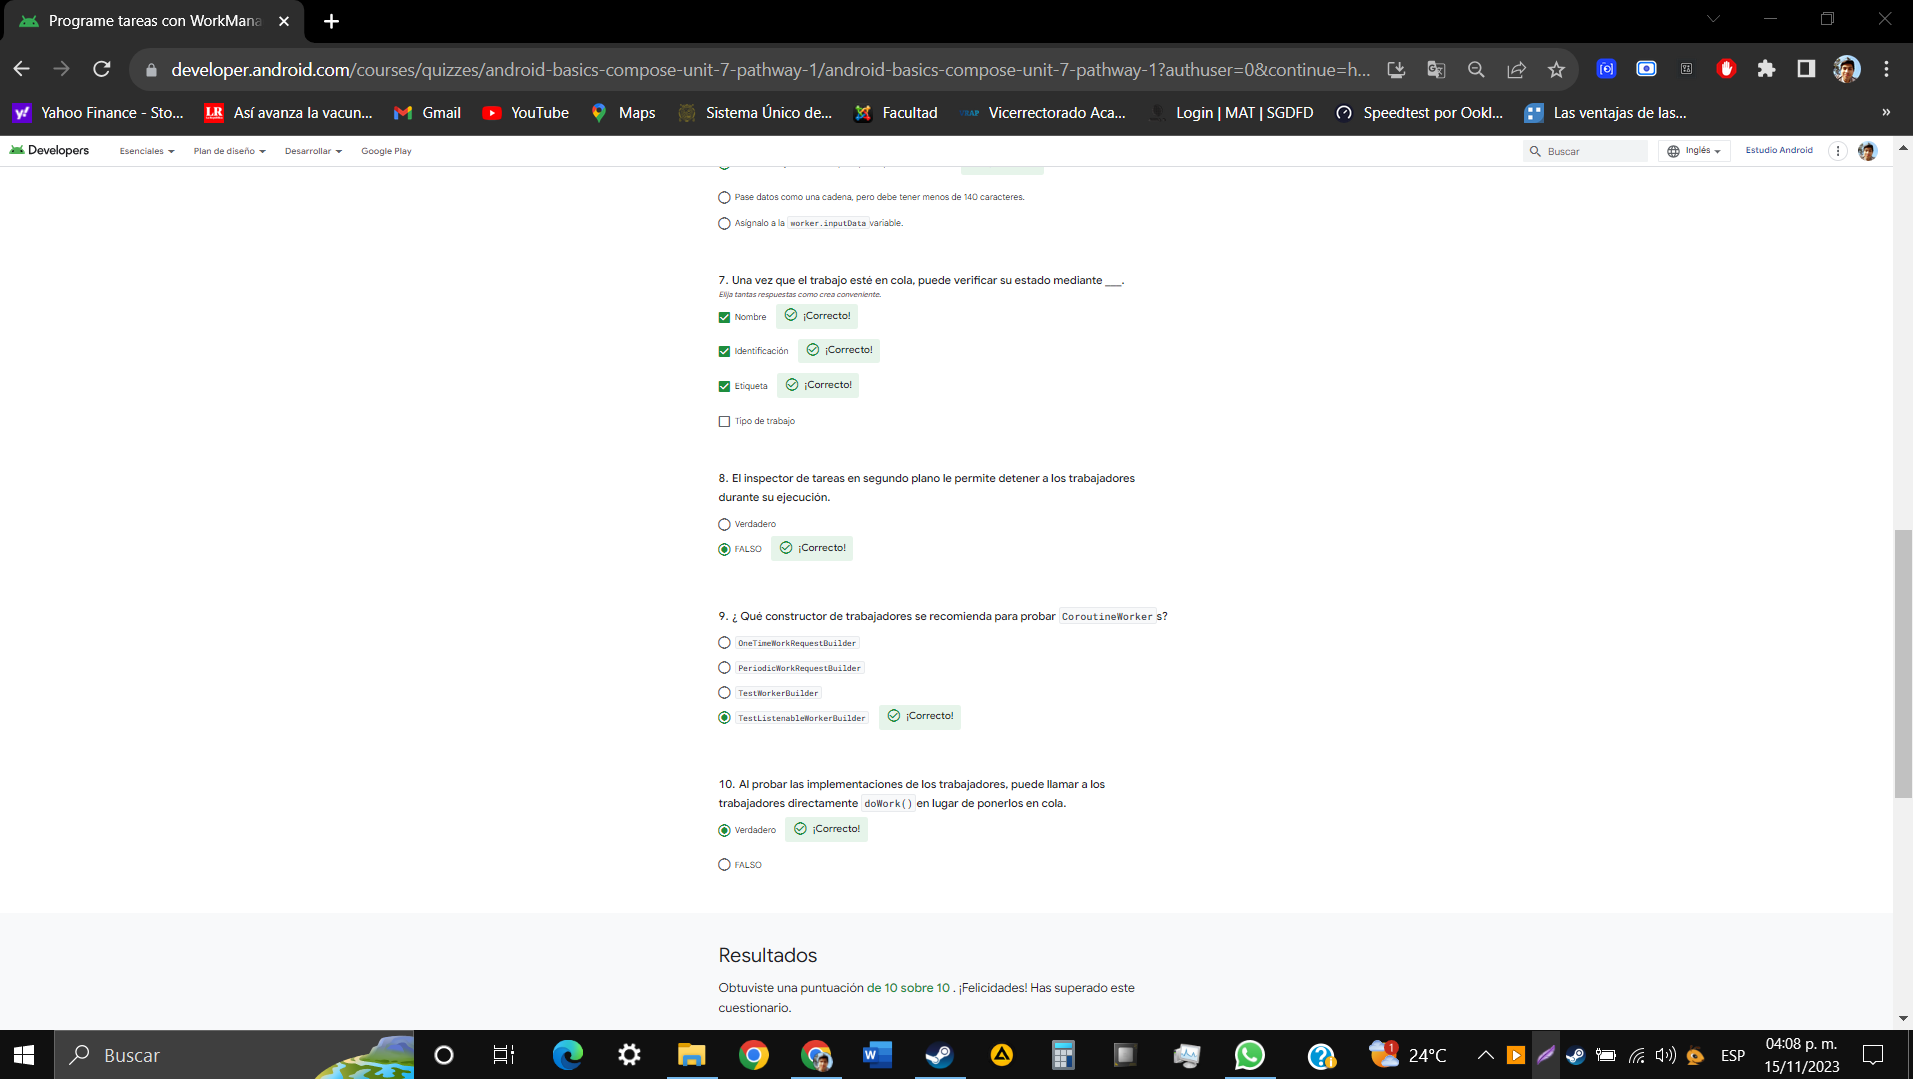 Programe tareas con WorkMana
developer.android.com/courses/quizzes/android-basics-compose-unit-7-pathway-1/android-basics-compose-unit-7-pathway-1?authuser=0&continue=h...
Yahoo Finance - Sto...
Así avanza la vacun...
Gmail
YouTube
Maps
Sistema Único de...
Facultad
Vicerrectorado Aca...
Login | MAT | SGDFD
Speedtest por Ookl...
Las ventajas de las...
»
Developers
Esenciales
Plan de diseño
Desarrollar
Google Play
Buscar
Inglés
Estudio Android
Pase datos como una cadena, pero debe tener menos de 140 caracteres.
Asígnalo a la worker.inputData variable.
7. Una vez que el trabajo esté en cola, puede verificar su estado mediante ___.
Elija tantas respuestas como crea conveniente.
Nombre ¡Correcto!
Identificación ¡Correcto!
Etiqueta ¡Correcto!
Tipo de trabajo
8. El inspector de tareas en segundo plano le permite detener a los trabajadores
durante su ejecución.
Verdadero
FALSO ¡Correcto!
9. ¿ Qué constructor de trabajadores se recomienda para probar CoroutineWorker s?
OneTimeWorkRequestBuilder
PeriodicWorkRequestBuilder
TestWorkerBuilder
TestListenableWorkerBuilder ¡Correcto!
10. Al probar las implementaciones de los trabajadores, puede llamar a los
trabajadores directamente doWork() en lugar de ponerlos en cola.
Verdadero ¡Correcto!
FALSO
Resultados
Obtuviste una puntuación de 10 sobre 10 . ¡Felicidades! Has superado este
cuestionario.
Buscar
1
24°C
ESP
04:08 p. m.
15/11/2023